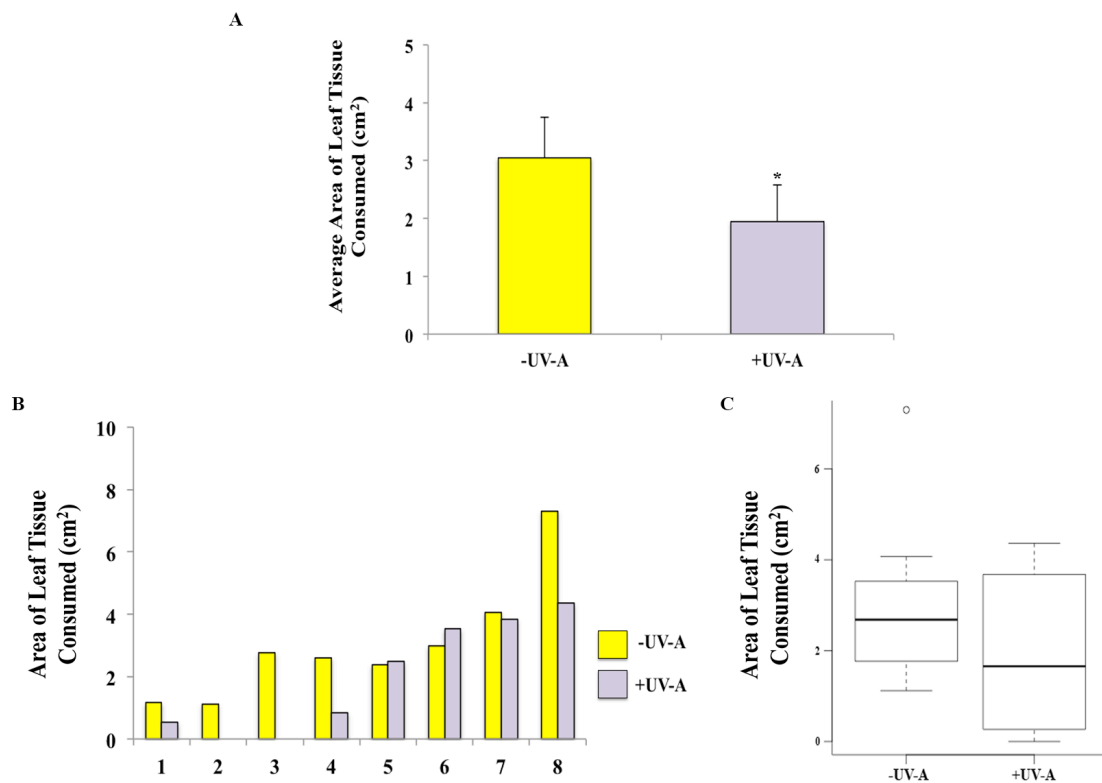 A
Average Area of Leaf Tissue
Consumed (cm²)
5
4
3
2
1
0
*
-UV-A
+UV-A
B
Area of Leaf Tissue
Consumed (cm²)
10
8
6
4
2
0
1 2 3 4 5 6 7 8
-UV-A
+UV-A
C
Area of Leaf Tissue
Consumed (cm²)
6
4
2
0
-UV-A
+UV-A